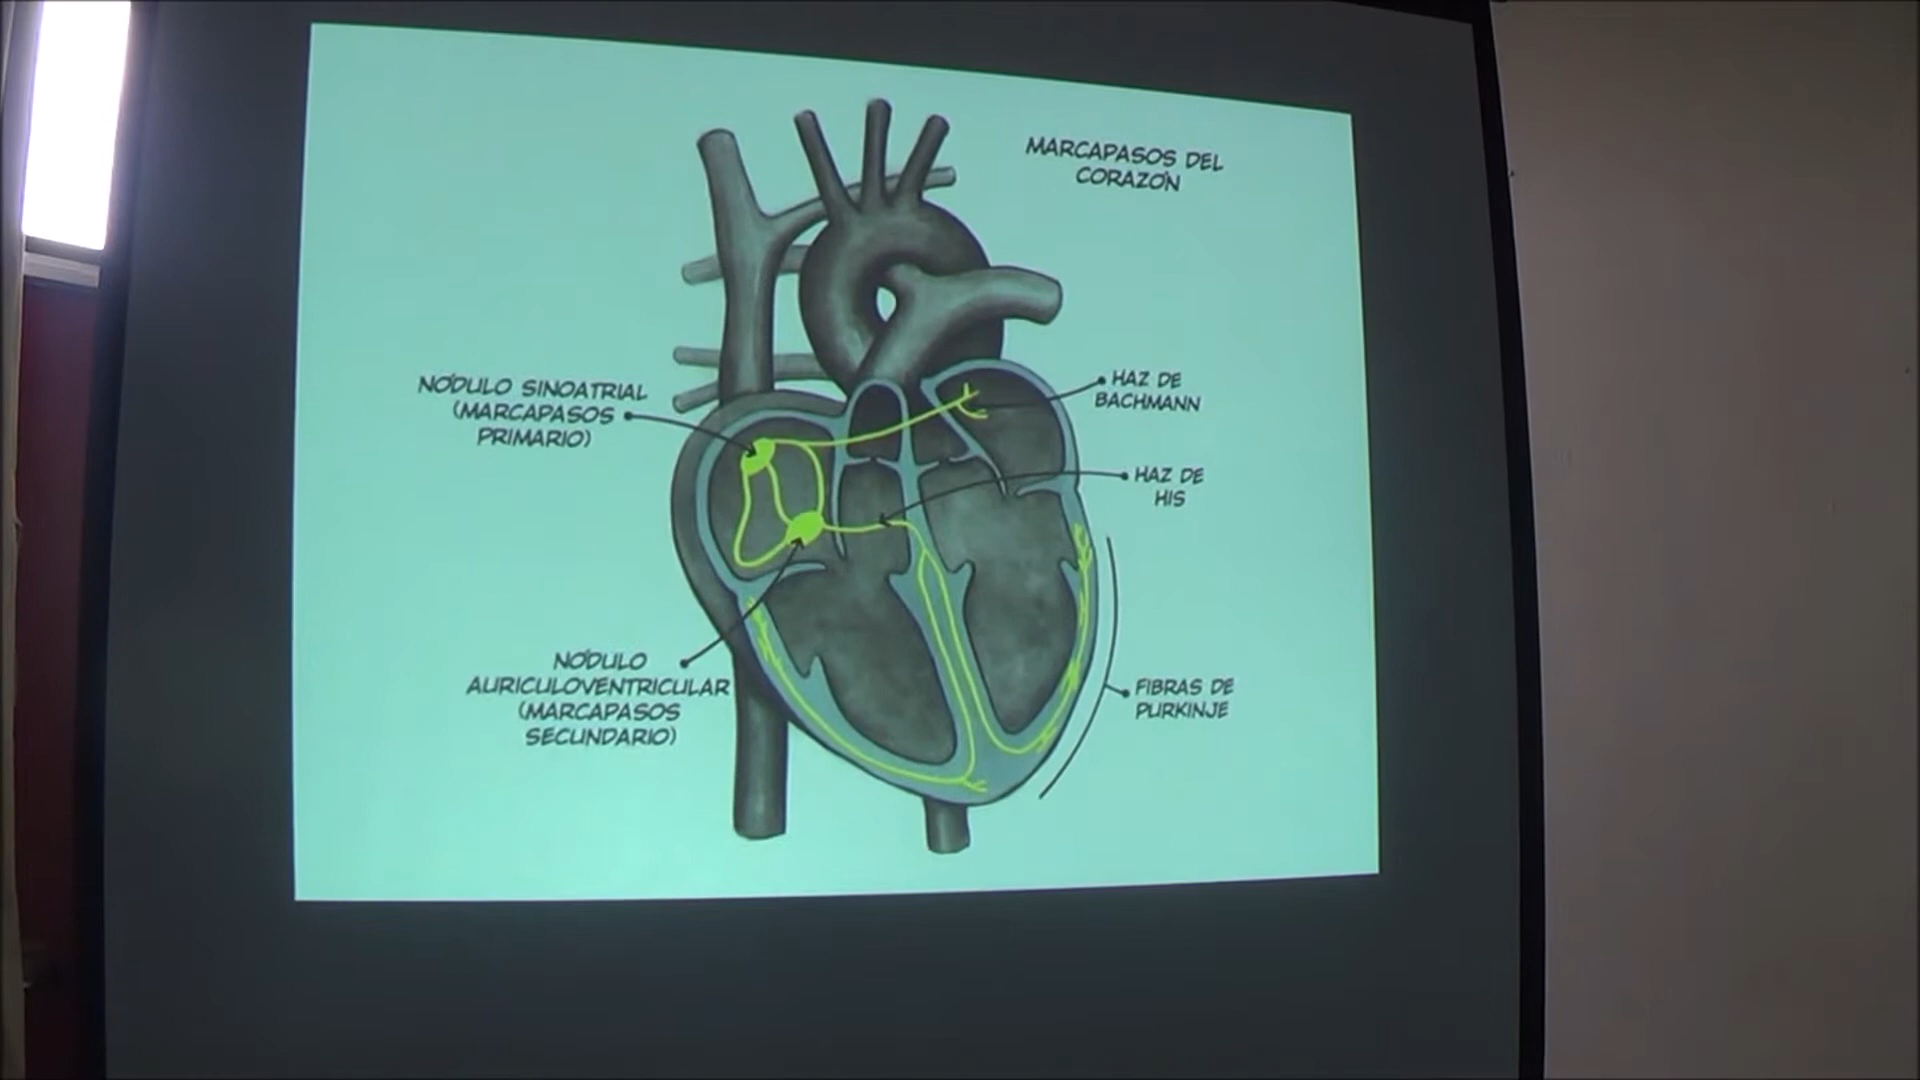 MARCAPASOS DEL
CORAZÓN
NÓDULO SINOATRIAL
(MARCAPASOS
PRIMARIO)
HAZ DE
BACHMANN
HAZ DE
HIS
NÓDULO
AURICULOVENTRICULAR
(MARCAPASOS
SECUNDARIO)
FIBRAS DE
PURKINJE